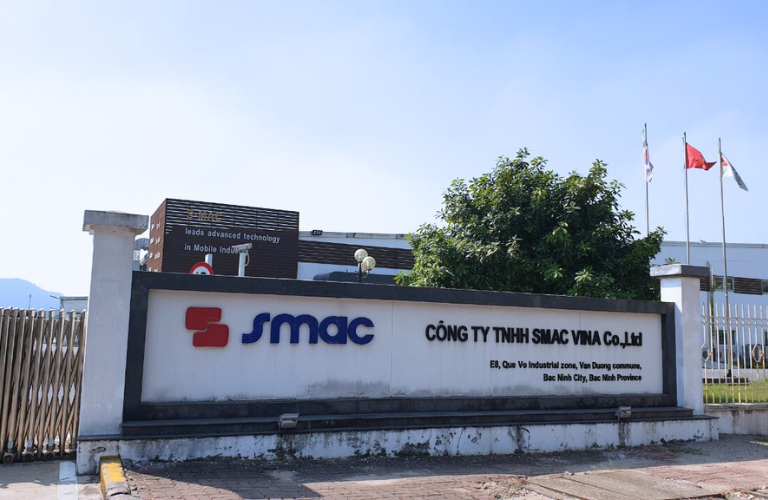 S-MAC
leads advanced technology
in Mobile Indu
smac
CÔNG TY TNHH SMAC VINA Co.,Ltd
E8, Que Vo Industrial zone, Van Duong commune,
Bac Ninh City, Bac Ninh Province